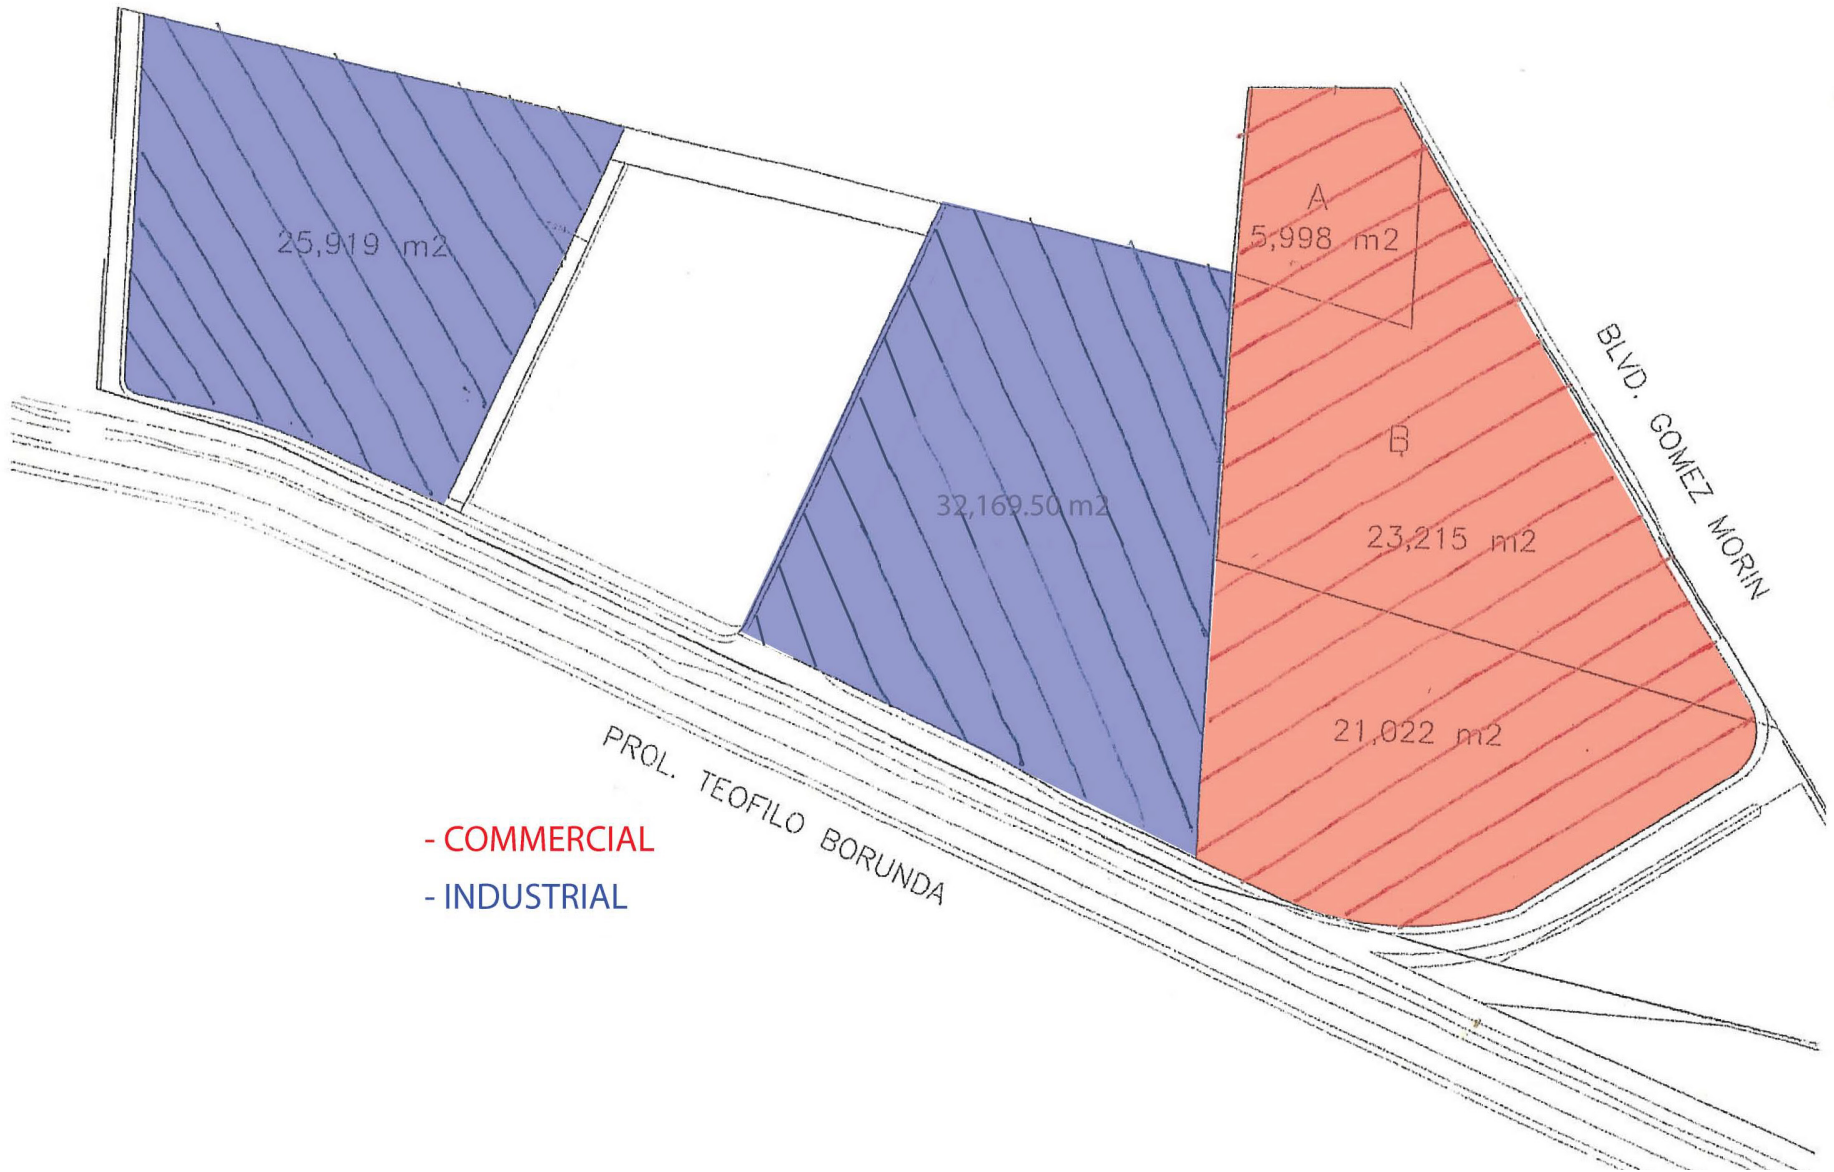 A
5,998 m2
25,919 m2
BLVD. GOMEZ MORIN
B
32,169.50 m2
23,215 m2
21,022 m2
PROL. TEOFILO BORUNDA
- COMMERCIAL
- INDUSTRIAL